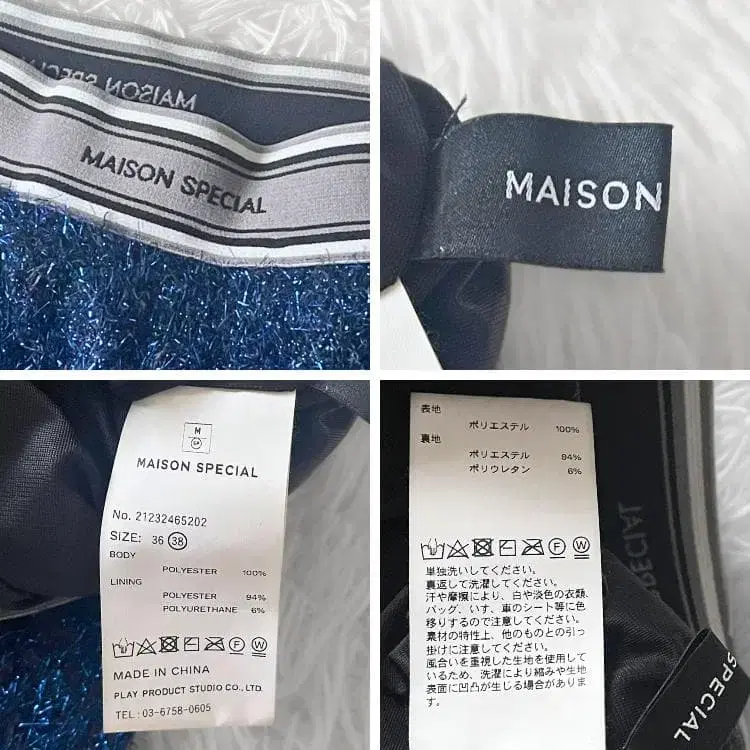 MAISON SPECIAL
MAISON SPECIAL
MAISON
M
SP
MAISON SPECIAL
No. 21232465202
SIZE: 36 38
BODY
POLYESTER 100%
LINING
POLYESTER 94%
POLYURETHANE 6%
MADE IN CHINA
PLAY PRODUCT STUDIO CO., LTD.
TEL: 03-6758-0605
表地
ポリエステル 100%
裏地
ポリエステル 94%
ポリウレタン 6%
単独洗いしてください。
裏返して洗濯してください。
汗や摩擦により、白や淡色の衣類、
バッグ、いす、車のシート等に色
移りするので注意してください。
素材の特性上、他のものとの引っ
掛けに注意してください。
風合いを重視した生地を使用して
いるため、洗濯により縮みや生地
表面に凹凸が生じる場合がありま
す。
SPECIAL
SPECIAL